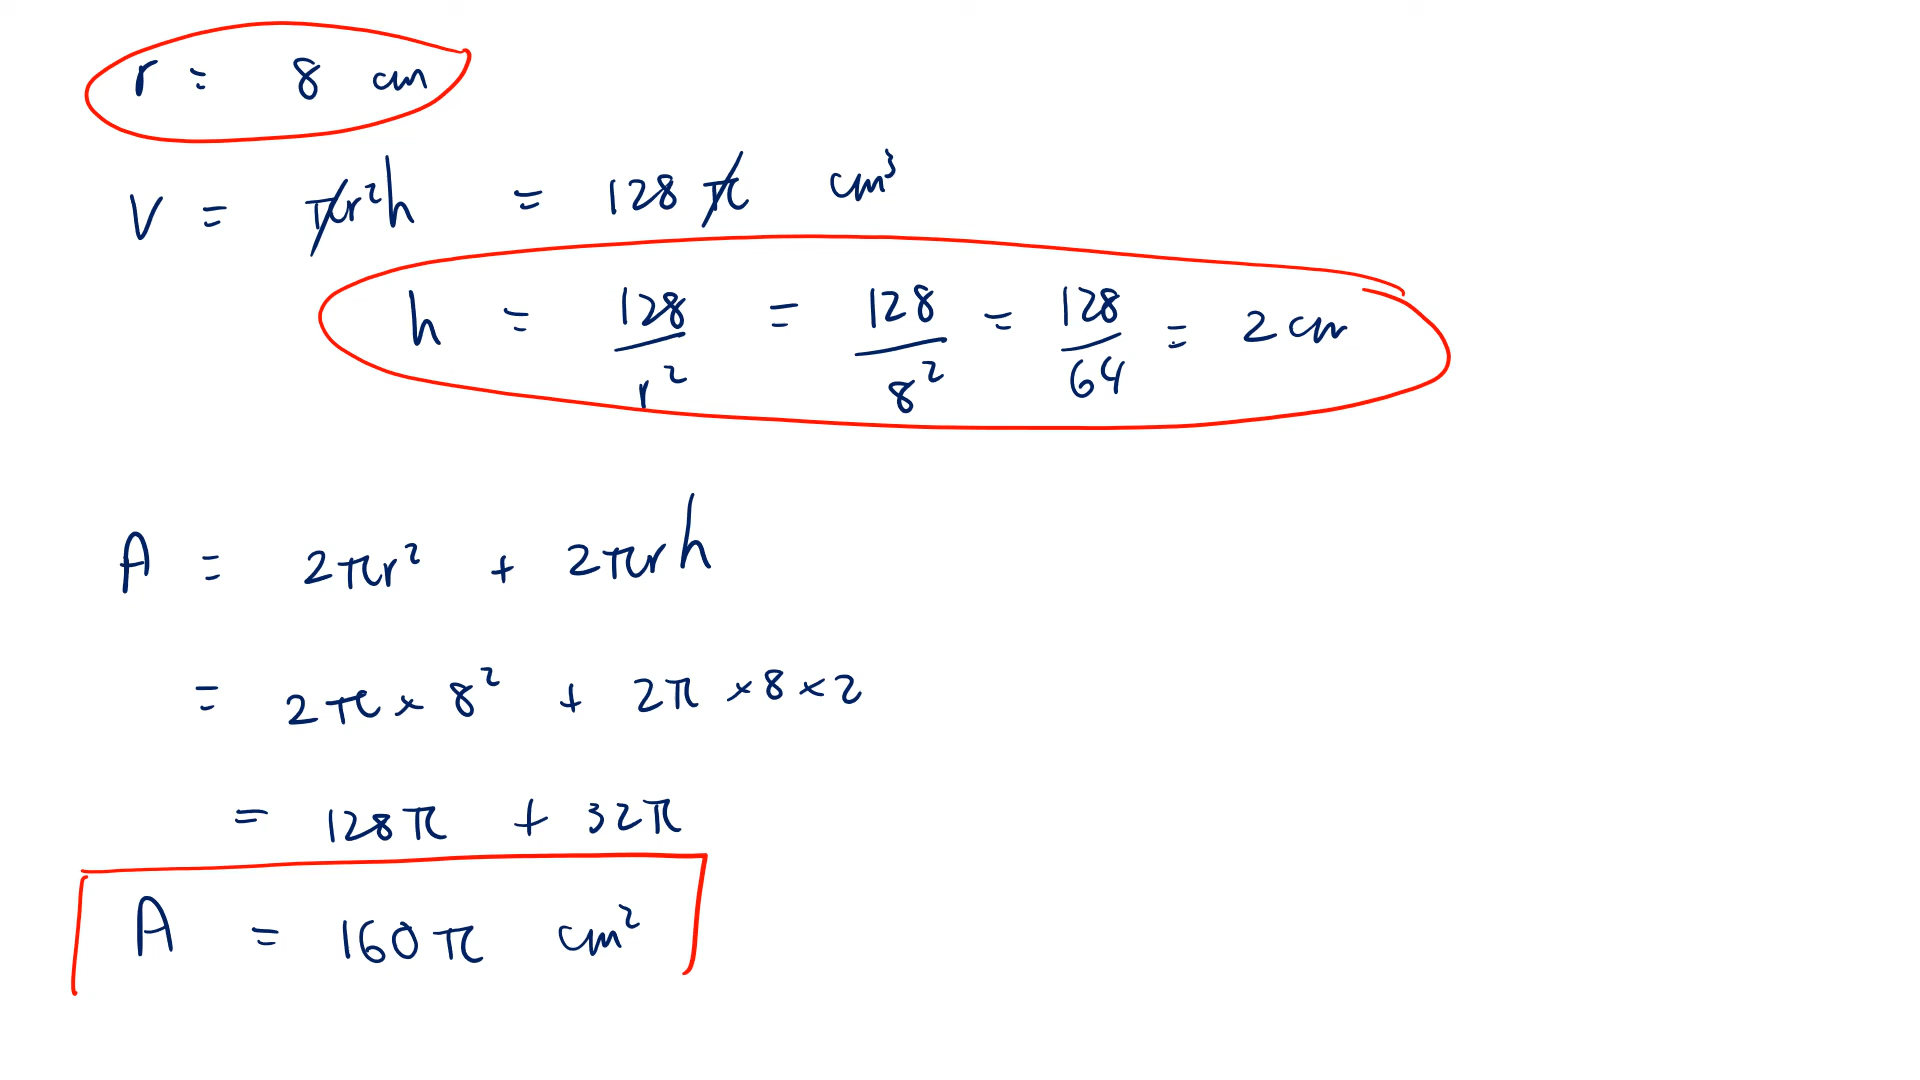 r = 8 cm
V = πr²h = 128 π cm³
h = 128/r² = 128/8² = 128/64 = 2 cm
A = 2πr² + 2πrh
= 2π × 8² + 2π × 8 × 2
= 128π + 32π
A = 160π cm²